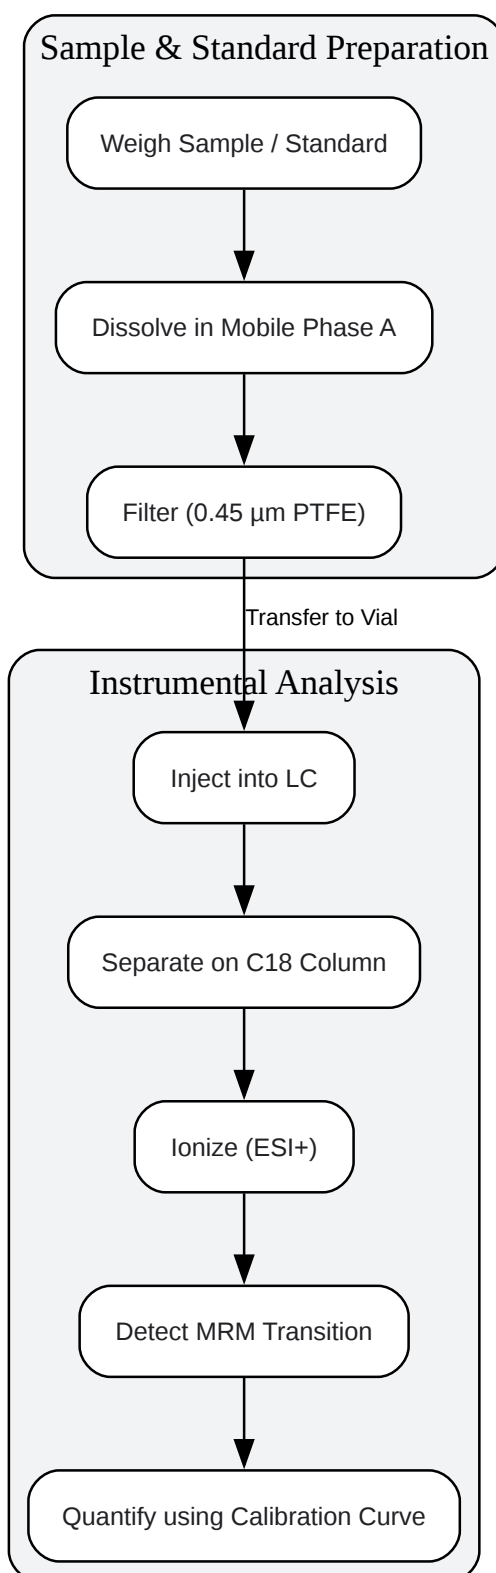 Sample & Standard Preparation
Weigh Sample / Standard
Dissolve in Mobile Phase A
Filter (0.45 µm PTFE)
Transfer to Vial
Instrumental Analysis
Inject into LC
Separate on C18 Column
Ionize (ESI+)
Detect MRM Transition
Quantify using Calibration Curve